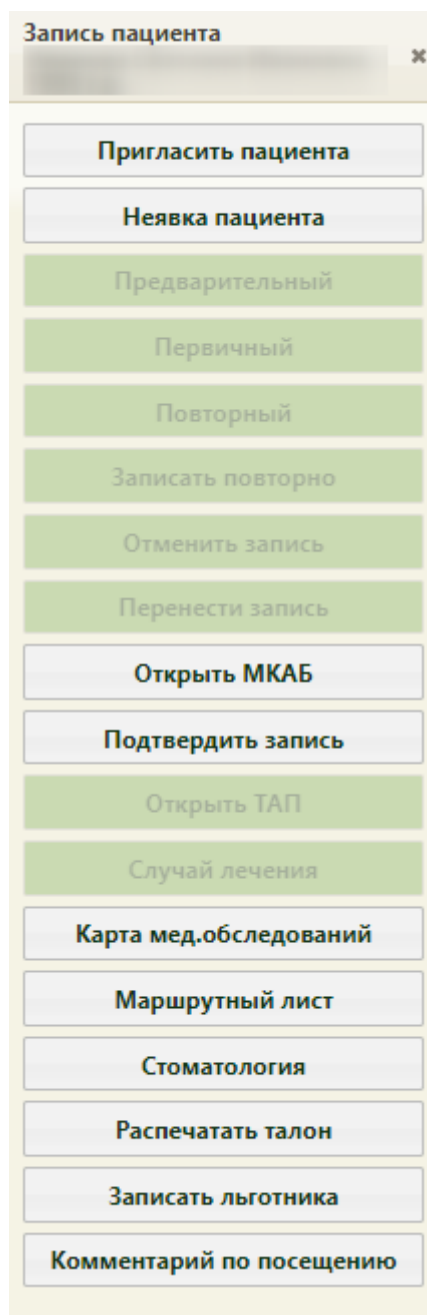 Запись пациента
Пригласить пациента
Неявка пациента
Предварительный
Первичный
Повторный
Записать повторно
Отменить запись
Перенести запись
Открыть МКАБ
Подтвердить запись
Открыть ТАП
Случай лечения
Карта мед.обследований
Маршрутный лист
Стоматология
Распечатать талон
Записать льготника
Комментарий по посещению